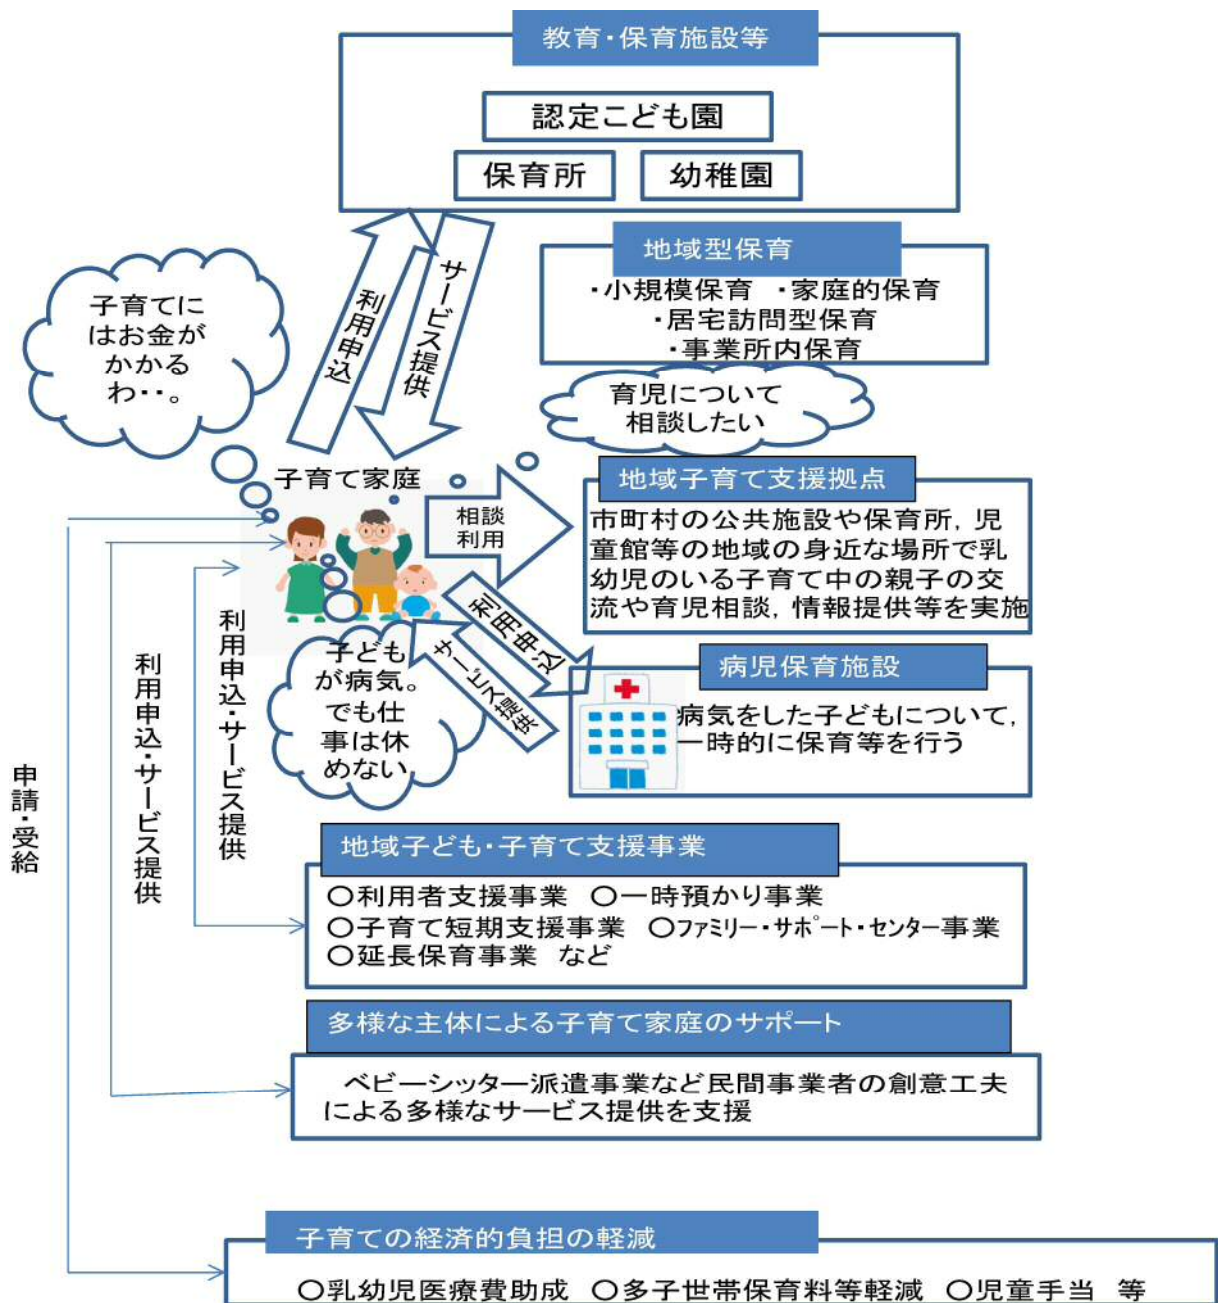 教育・保育施設等
認定こども園
保育所
幼稚園
利用申込
サービス提供
地域型保育
・小規模保育 ・家庭的保育
・居宅訪問型保育
・事業所内保育
子育てに
はお金が
かかる
わ・・。
育児について
相談したい
子育て家庭
相談
利用
地域子育て支援拠点
市町村の公共施設や保育所，児
童館等の地域の身近な場所で乳
幼児のいる子育て中の親子の交
流や育児相談，情報提供等を実施
利用申込
サービス提供
子ども
が病気。
でも仕
事は休
めない
病児保育施設
病気をした子どもについて，
一時的に保育等を行う
利用申込・サービス提供
利用申込・サービス提供
申請・受給
地域子ども・子育て支援事業
○利用者支援事業 ○一時預かり事業
○子育て短期支援事業 ○ファミリー・サポート・センター事業
○延長保育事業 など
多様な主体による子育て家庭のサポート
ベビーシッター派遣事業など民間事業者の創意工夫
による多様なサービス提供を支援
子育ての経済的負担の軽減
○乳幼児医療費助成 ○多子世帯保育料等軽減 ○児童手当 等